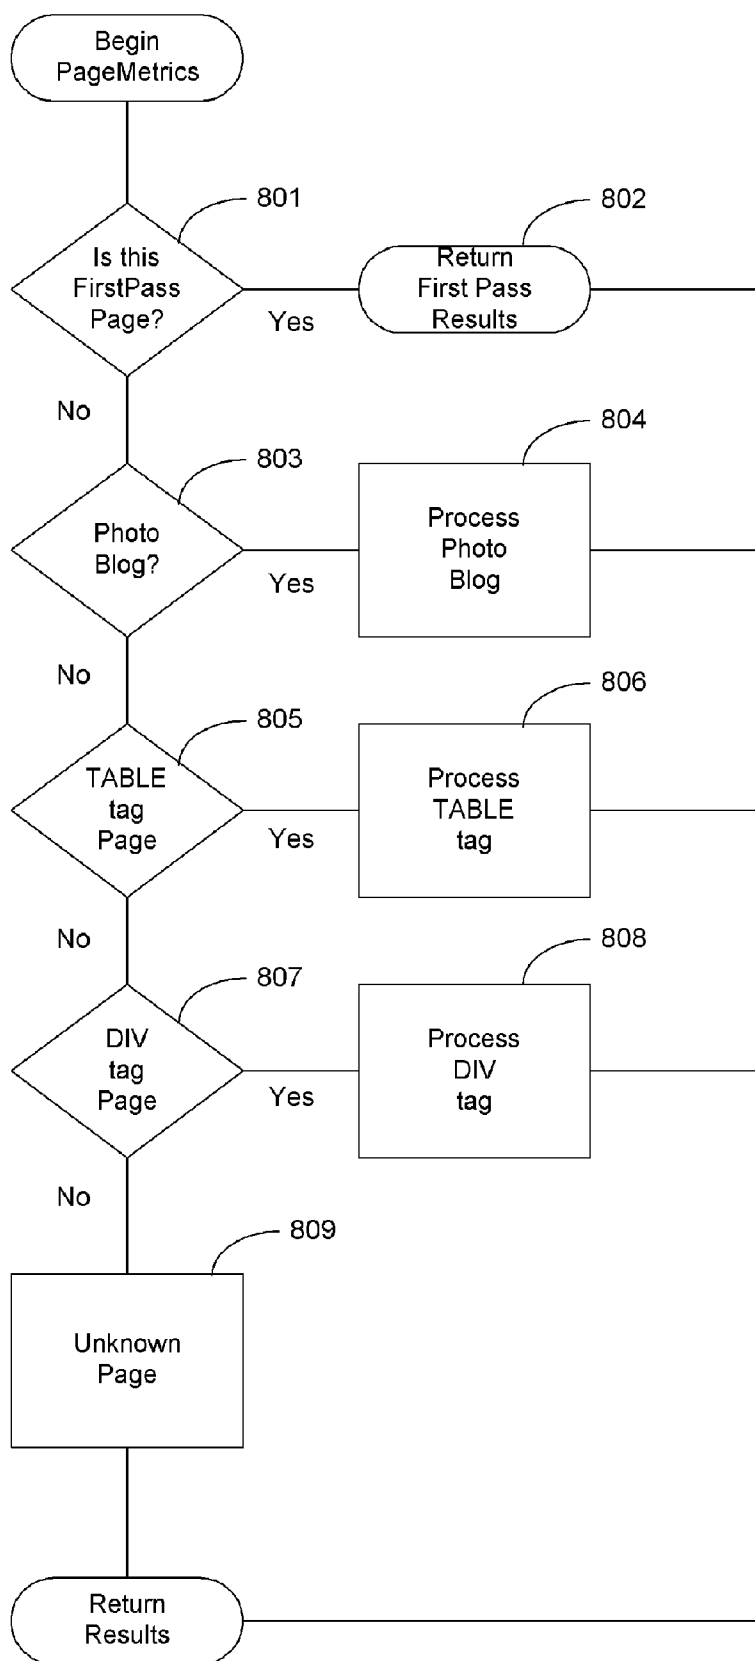 Begin
PageMetrics
801
802
Is this
FirstPass
Page?
Yes
Return
First Pass
Results
No
803
804
Photo
Blog?
Yes
Process
Photo
Blog
No
805
806
TABLE
tag
Page
Yes
Process
TABLE
tag
No
807
808
DIV
tag
Page
Yes
Process
DIV
tag
No
809
Unknown
Page
Return
Results